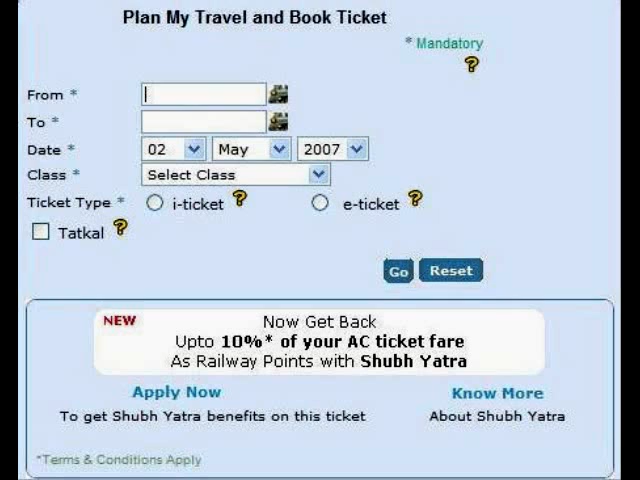 Plan My Travel and Book Ticket
* Mandatory
?
From *
To *
Date * 02 May 2007
Class * Select Class
Ticket Type * i-ticket ? e-ticket ?
Tatkal ?
Go Reset
NEW Now Get Back
Upto 10%* of your AC ticket fare
As Railway Points with Shubh Yatra
Apply Now Know More
To get Shubh Yatra benefits on this ticket About Shubh Yatra
*Terms & Conditions Apply